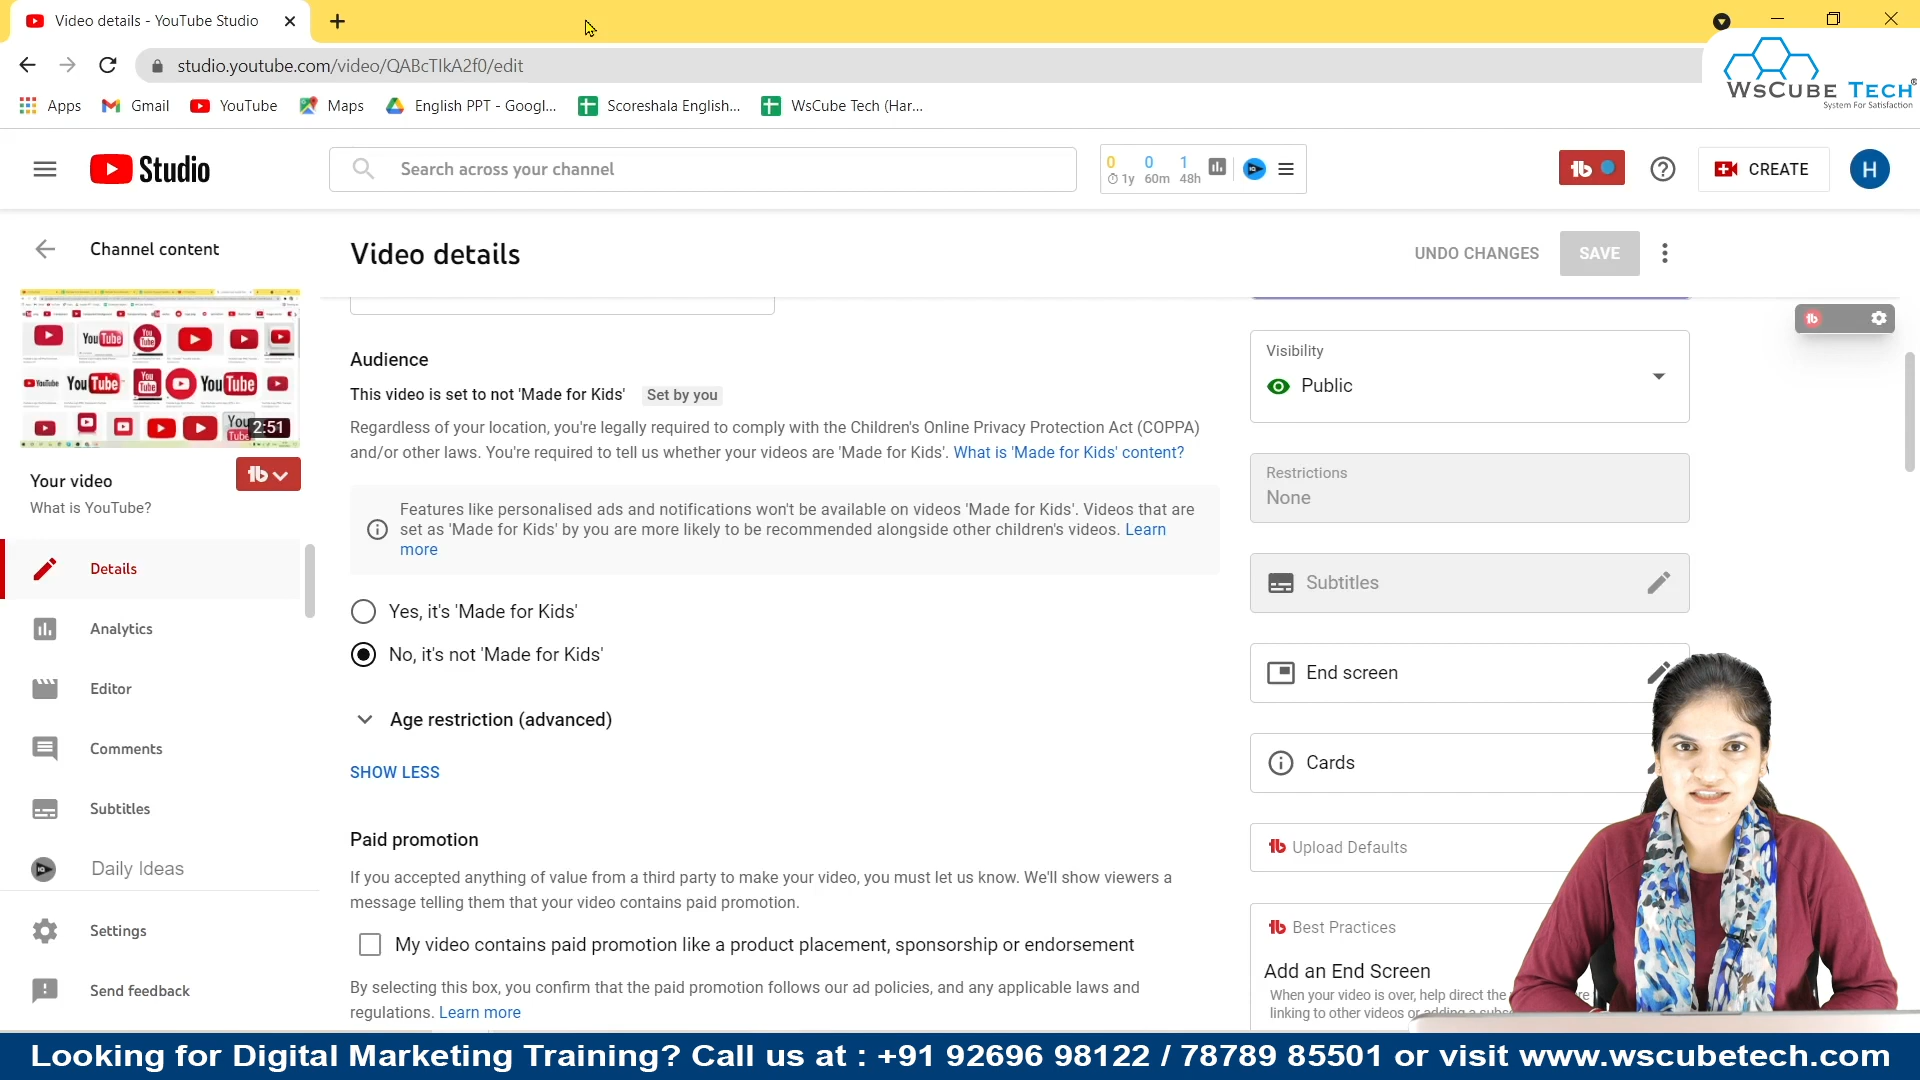 Video details - YouTube Studio
studio.youtube.com/video/QABcTIkA2f0/edit
Apps Gmail YouTube Maps English PPT - Googl... Scoreshala English... WsCube Tech (Har...
WsCube Tech®
System For Satisfaction
Studio
Search across your channel
0 0 1
1y 60m 48h
tb
CREATE
H
Channel content
Video details
UNDO CHANGES
SAVE
2:51
Your video
What is YouTube?
Details
Analytics
Editor
Comments
Subtitles
Daily Ideas
Settings
Send feedback
Audience
This video is set to not 'Made for Kids' Set by you
Regardless of your location, you're legally required to comply with the Children's Online Privacy Protection Act (COPPA)
and/or other laws. You're required to tell us whether your videos are 'Made for Kids'. What is 'Made for Kids' content?
Features like personalised ads and notifications won't be available on videos 'Made for Kids'. Videos that are
set as 'Made for Kids' by you are more likely to be recommended alongside other children's videos. Learn
more
Yes, it's 'Made for Kids'
No, it's not 'Made for Kids'
Age restriction (advanced)
SHOW LESS
Paid promotion
If you accepted anything of value from a third party to make your video, you must let us know. We'll show viewers a
message telling them that your video contains paid promotion.
My video contains paid promotion like a product placement, sponsorship or endorsement
By selecting this box, you confirm that the paid promotion follows our ad policies, and any applicable laws and
regulations. Learn more
Visibility
Public
Restrictions
None
Subtitles
End screen
Cards
Upload Defaults
Best Practices
Add an End Screen
When your video is over, help direct the
linking to other videos or adding a
Looking for Digital Marketing Training? Call us at : +91 92696 98122 / 78789 85501 or visit www.wscubetech.com